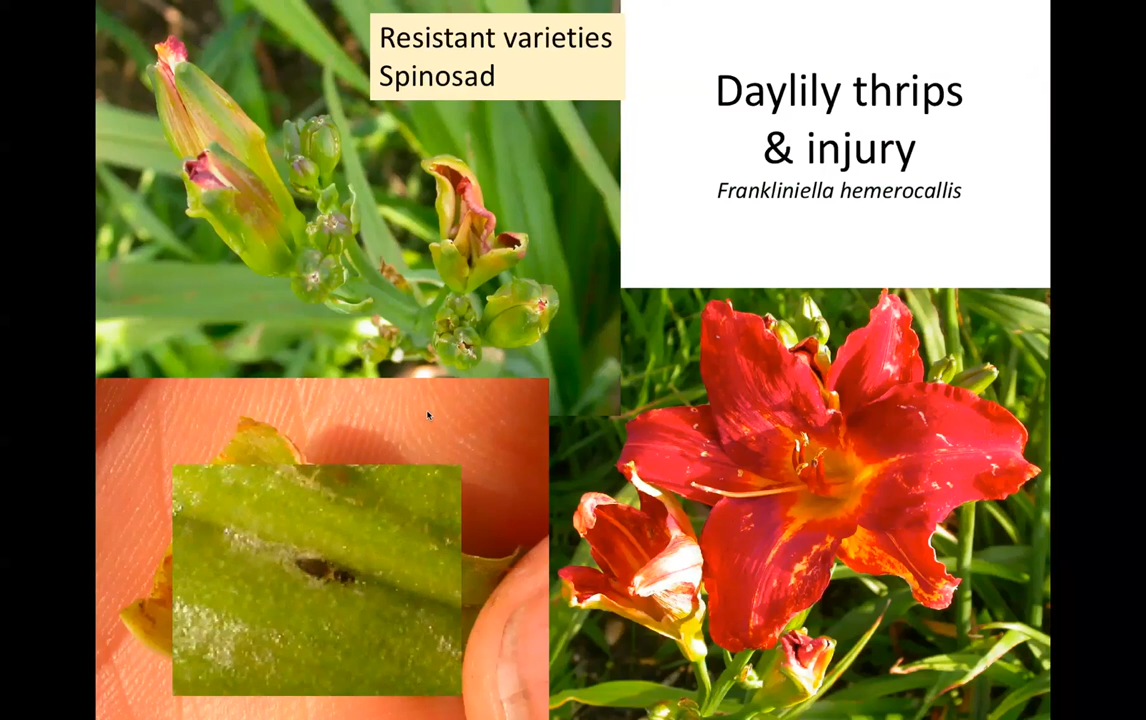 Resistant varieties
Spinosad
Daylily thrips
& injury
Frankliniella hemerocallis